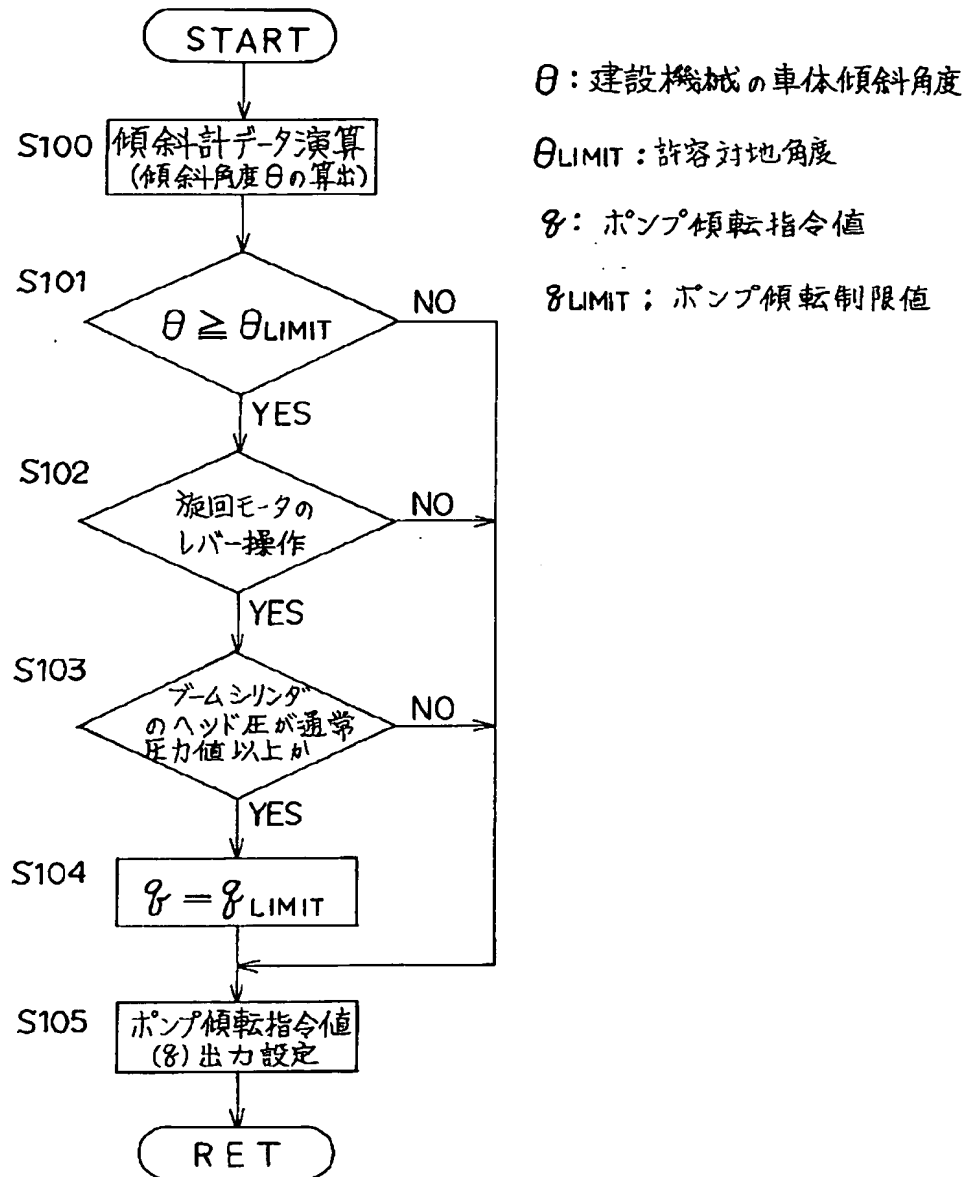 START
S100
傾斜計データ演算
(傾斜角度θの算出)
S101
θ≧θLIMIT
NO
YES
S102
旋回モータの
レバー操作
NO
YES
S103
ブームシリンダ
のヘッド圧が通常
圧力値以上か
NO
YES
S104
q=qLIMIT
S105
ポンプ傾転指令値
(q)出力設定
RET
θ:建設機械の車体傾斜角度
θLIMIT:許容対地角度
q:ポンプ傾転指令値
qLIMIT;ポンプ傾転制限値